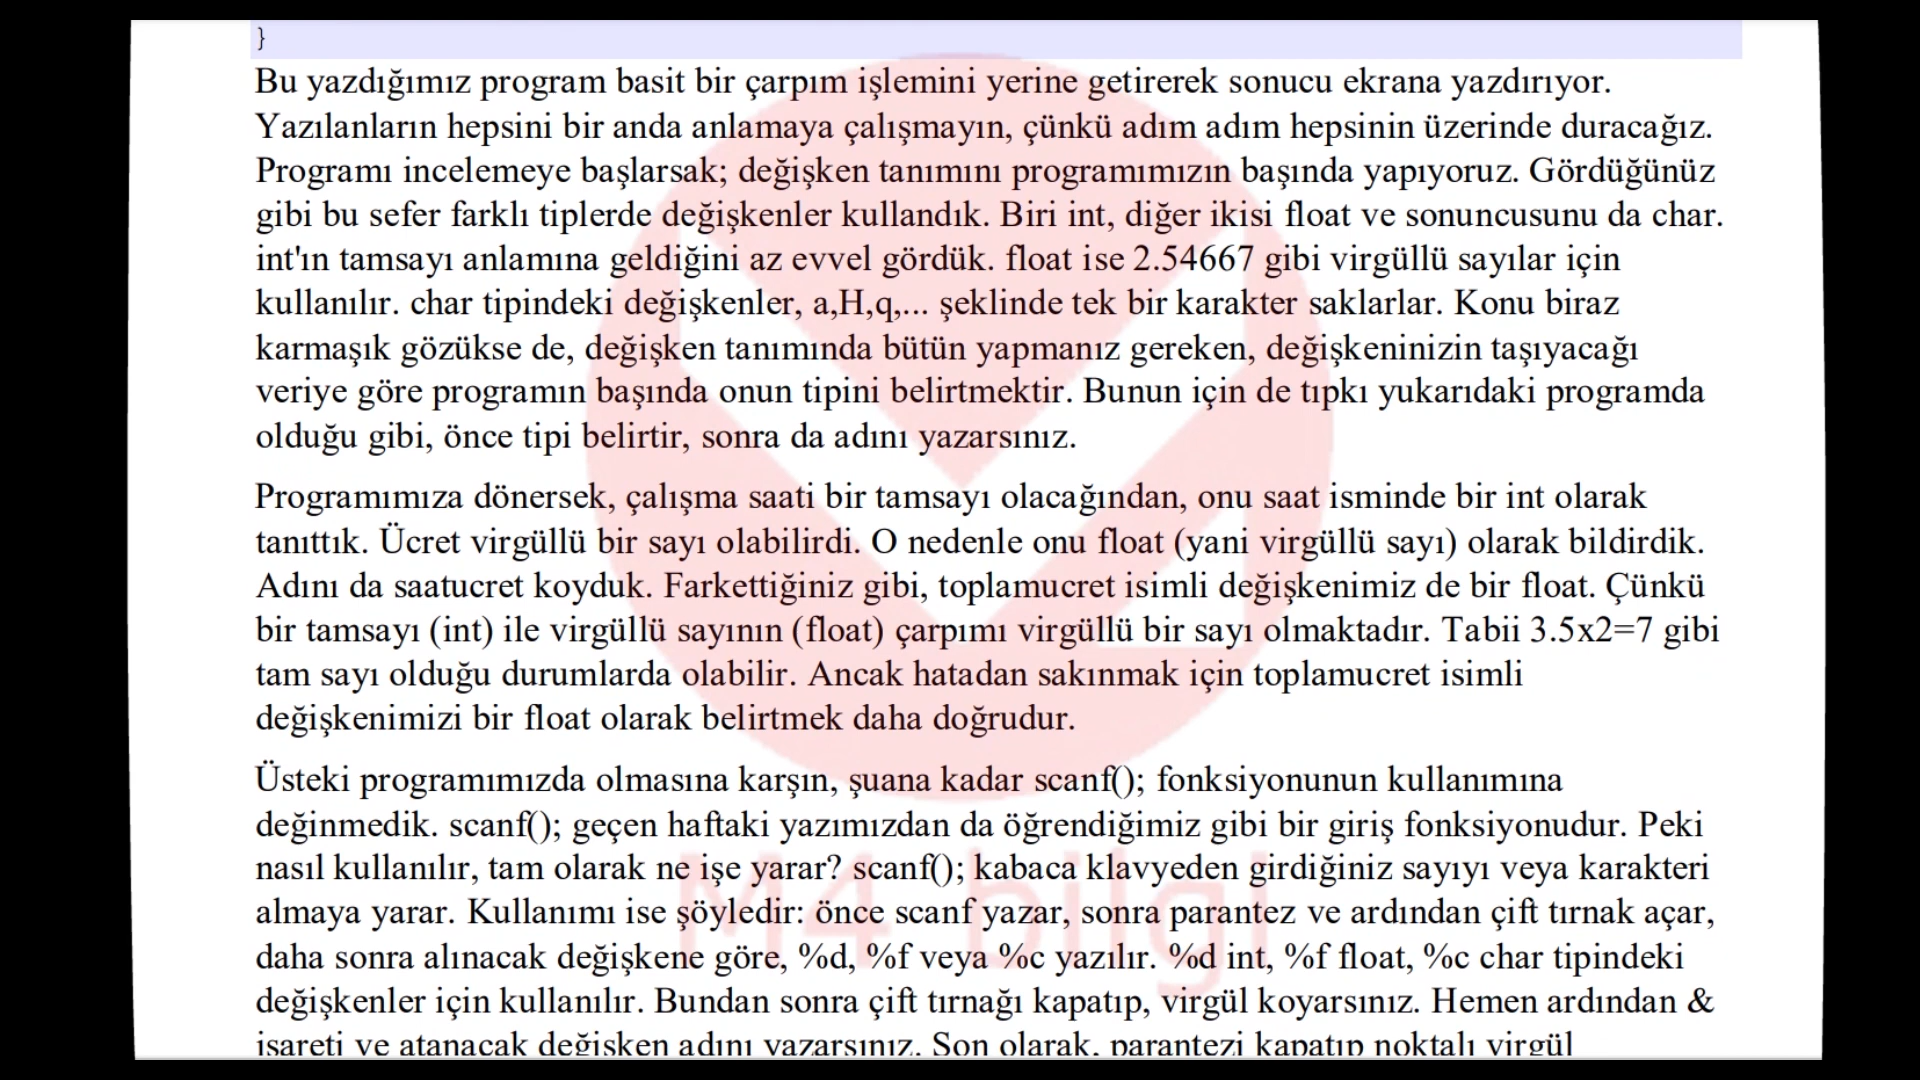 }
Bu yazdığımız program basit bir çarpım işlemini yerine getirerek sonucu ekrana yazdırıyor.
Yazılanların hepsini bir anda anlamaya çalışmayın, çünkü adım adım hepsinin üzerinde duracağız.
Programı incelemeye başlarsak; değişken tanımını programımızın başında yapıyoruz. Gördüğünüz
gibi bu sefer farklı tiplerde değişkenler kullandık. Biri int, diğer ikisi float ve sonuncusunu da char.
int'ın tamsayı anlamına geldiğini az evvel gördük. float ise 2.54667 gibi virgüllü sayılar için
kullanılır. char tipindeki değişkenler, a,H,q,... şeklinde tek bir karakter saklarlar. Konu biraz
karmaşık gözükse de, değişken tanımında bütün yapmanız gereken, değişkeninizin taşıyacağı
veriye göre programın başında onun tipini belirtmektir. Bunun için de tıpkı yukarıdaki programda
olduğu gibi, önce tipi belirtir, sonra da adını yazarsınız.
Programımıza dönersek, çalışma saati bir tamsayı olacağından, onu saat isminde bir int olarak
tanıttık. Ücret virgüllü bir sayı olabilirdi. O nedenle onu float (yani virgüllü sayı) olarak bildirdik.
Adını da saatucret koyduk. Farkettiğiniz gibi, toplamucret isimli değişkenimiz de bir float. Çünkü
bir tamsayı (int) ile virgüllü sayının (float) çarpımı virgüllü bir sayı olmaktadır. Tabii 3.5x2=7 gibi
tam sayı olduğu durumlarda olabilir. Ancak hatadan sakınmak için toplamucret isimli
değişkenimizi bir float olarak belirtmek daha doğrudur.
Üsteki programımızda olmasına karşın, şuana kadar scanf(); fonksiyonunun kullanımına
değinmedik. scanf(); geçen haftaki yazımızdan da öğrendiğimiz gibi bir giriş fonksiyonudur. Peki
nasıl kullanılır, tam olarak ne işe yarar? scanf(); kabaca klavyeden girdiğiniz sayıyı veya karakteri
almaya yarar. Kullanımı ise şöyledir: önce scanf yazar, sonra parantez ve ardından çift tırnak açar,
daha sonra alınacak değişkene göre, %d, %f veya %c yazılır. %d int, %f float, %c char tipindeki
değişkenler için kullanılır. Bundan sonra çift tırnağı kapatıp, virgül koyarsınız. Hemen ardından &
işareti ve atanacak değişken adını yazarsınız. Son olarak, parantezi kapatıp noktalı virgül
M4 bilgi